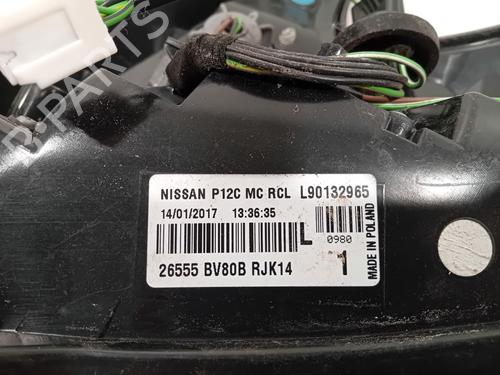 B-PARTS
NISSAN P12C MC RCL L90132965
14/01/2017 13:36:35
L
0980
26555 BV80B RJK14
1
MADE IN POLAND